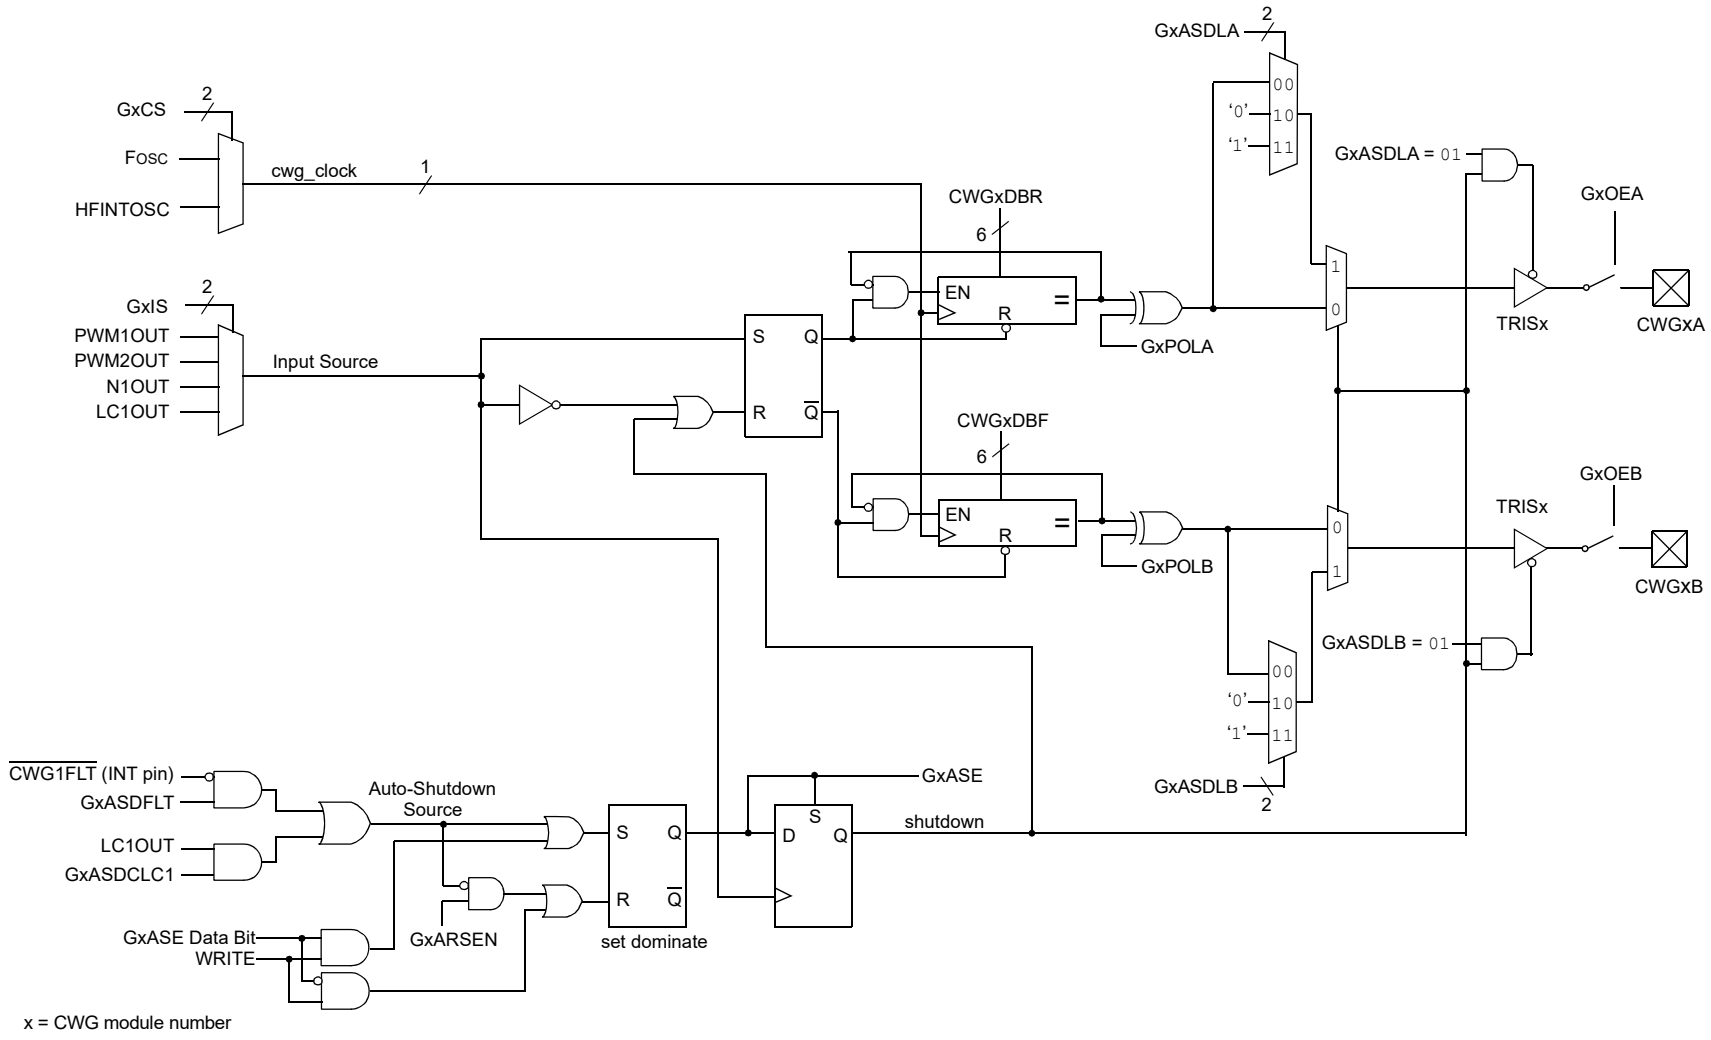 GxASDLA
2
00
'0'
10
'1'
11
GxCS
2
FOSC
HFINTOSC
cwg_clock
1
GxASDLA = 01
GxOEA
CWGxDBR
6
EN
=
R
GxPOLA
1
0
TRISx
CWGxA
GxIS
2
PWM1OUT
PWM2OUT
N1OUT
LC1OUT
Input Source
S
Q
R
Q
CWGxDBF
6
EN
=
R
GxPOLB
0
1
TRISx
GxOEB
CWGxB
GxASDLB = 01
00
'0'
10
'1'
11
GxASDLB
2
CWG1FLT (INT pin)
GxASDFLT
LC1OUT
GxASDCLC1
Auto-Shutdown
Source
GxARSEN
GxASE Data Bit
WRITE
S
Q
R
Q
set dominate
GxASE
S
D
Q
shutdown
x = CWG module number